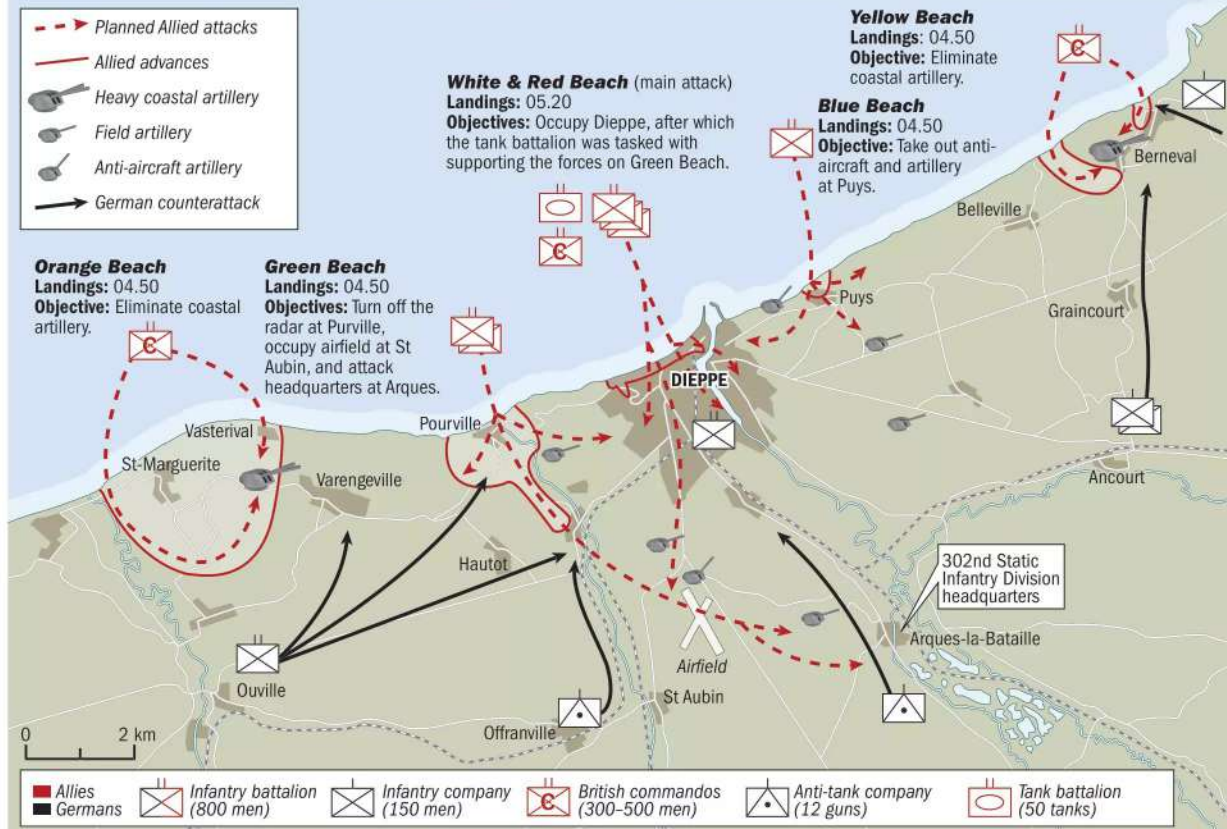 Planned Allied attacks
Allied advances
Heavy coastal artillery
Field artillery
Anti-aircraft artillery
German counterattack
Orange Beach
Landings: 04.50
Objective: Eliminate coastal
artillery.
Green Beach
Landings: 04.50
Objectives: Turn off the
radar at Purville,
occupy airfield at St
Aubin, and attack
headquarters at Arques.
White & Red Beach (main attack)
Landings: 05.20
Objectives: Occupy Dieppe, after which
the tank battalion was tasked with
supporting the forces on Green Beach.
Blue Beach
Landings: 04.50
Objective: Take out anti-
aircraft and artillery
at Puys.
Yellow Beach
Landings: 04.50
Objective: Eliminate
coastal artillery.
C
C
C
Berneval
Belleville
Graincourt
Puys
DIEPPE
Ancourt
Pourville
Vasterival
St-Marguerite
Varengeville
Hautot
302nd Static
Infantry Division
headquarters
Arques-la-Bataille
Airfield
St Aubin
Ouville
Offranville
0 2 km
Allies
Germans
Infantry battalion
(800 men)
Infantry company
(150 men)
C
British commandos
(300–500 men)
Anti-tank company
(12 guns)
Tank battalion
(50 tanks)